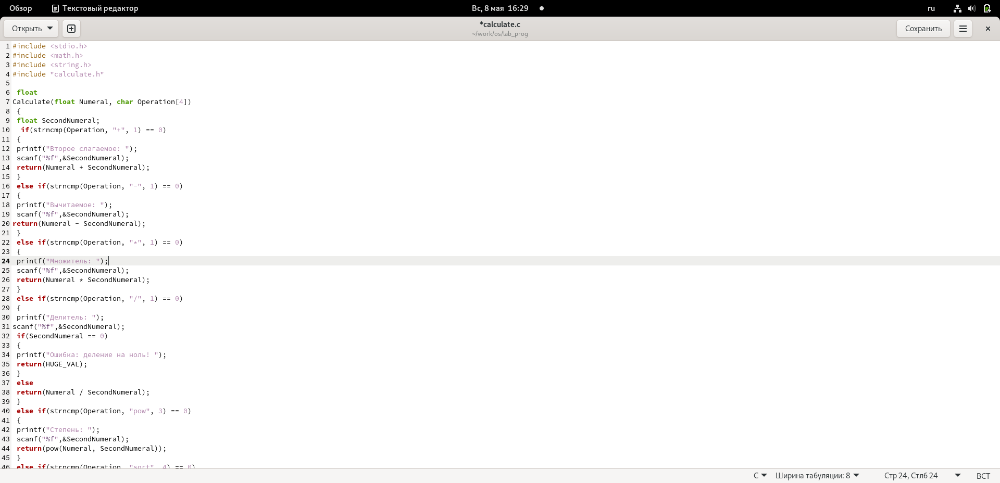 Обзор Текстовый редактор Вс, 8 мая 16:29 ru
Открыть *calculate.c Сохранить
~/work/os/lab_prog
1 #include <stdio.h>
2 #include <math.h>
3 #include <string.h>
4 #include "calculate.h"
5
6 float
7 Calculate(float Numeral, char Operation[4])
8 {
9 float SecondNumeral;
10 if(strncmp(Operation, "+", 1) == 0)
11 {
12 printf("Второе слагаемое: ");
13 scanf("%f",&SecondNumeral);
14 return(Numeral + SecondNumeral);
15 }
16 else if(strncmp(Operation, "-", 1) == 0)
17 {
18 printf("Вычитаемое: ");
19 scanf("%f",&SecondNumeral);
20 return(Numeral - SecondNumeral);
21 }
22 else if(strncmp(Operation, "*", 1) == 0)
23 {
24 printf("Множитель: ");
25 scanf("%f",&SecondNumeral);
26 return(Numeral * SecondNumeral);
27 }
28 else if(strncmp(Operation, "/", 1) == 0)
29 {
30 printf("Делитель: ");
31 scanf("%f",&SecondNumeral);
32 if(SecondNumeral == 0)
33 {
34 printf("Ошибка: деление на ноль! ");
35 return(HUGE_VAL);
36 }
37 else
38 return(Numeral / SecondNumeral);
39 }
40 else if(strncmp(Operation, "pow", 3) == 0)
41 {
42 printf("Степень: ");
43 scanf("%f",&SecondNumeral);
44 return(pow(Numeral, SecondNumeral));
45 }
46 else if(strncmp(Operation, "sqrt", 4) == 0)
C Ширина табуляции: 8 Стр 24, Стлб 24 ВСТ